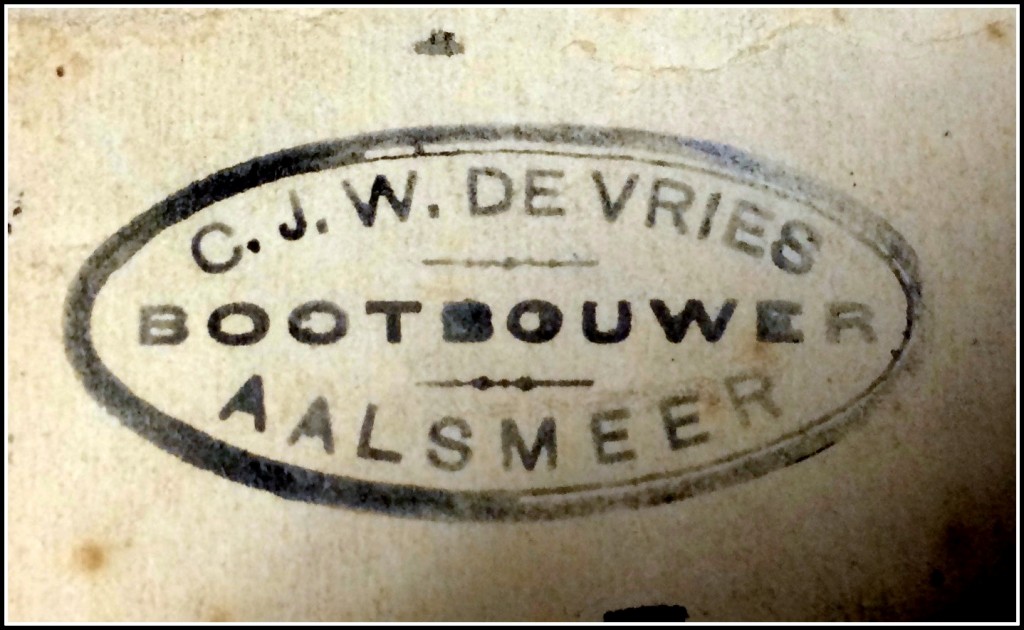 C. J. W. DE VRIES
BOOTBOUWER
AALSMEER